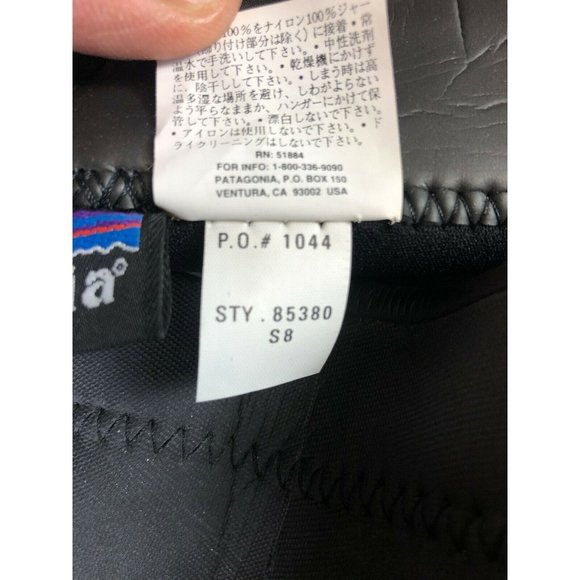 100%をナイロン100%ジャー
り付け部分は除く)に接着・常
温水で手洗いして下さい。・中性洗剤
を使用して下さい。・乾燥機にかけず
に、陰干しして下さい。・しまう時は高
温多湿な場所を避け、しわがよらない
よう平らなままか、ハンガーにかけて保
管して下さい。・漂白しないで下さい。
・アイロンは使用しないで下さい。・ド
ライクリーニングはしないで下さい。
RN: 51884
FOR INFO: 1-800-336-9090
PATAGONIA, P.O. BOX 150
VENTURA, CA 93002 USA
ia
P.O.# 1044
STY. 85380
S8